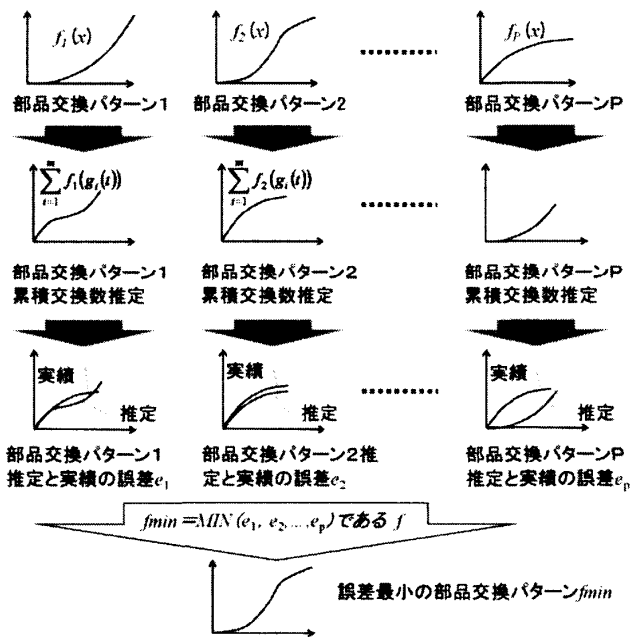 f1(x)
f2(x)
fP(x)
部品交換パターン1
部品交換パターン2
部品交換パターンP
m∑i=1 f1(gi(t))
m∑i=1 f2(gi(t))
部品交換パターン1
累積交換数推定
部品交換パターン2
累積交換数推定
部品交換パターンP
累積交換数推定
実績
推定
実績
推定
実績
推定
部品交換パターン1
推定と実績の誤差e1
部品交換パターン2推
定と実績の誤差e2
部品交換パターンP
推定と実績の誤差ep
fmin=MIN(e1, e2,...,ep)である f
誤差最小の部品交換パターンfmin